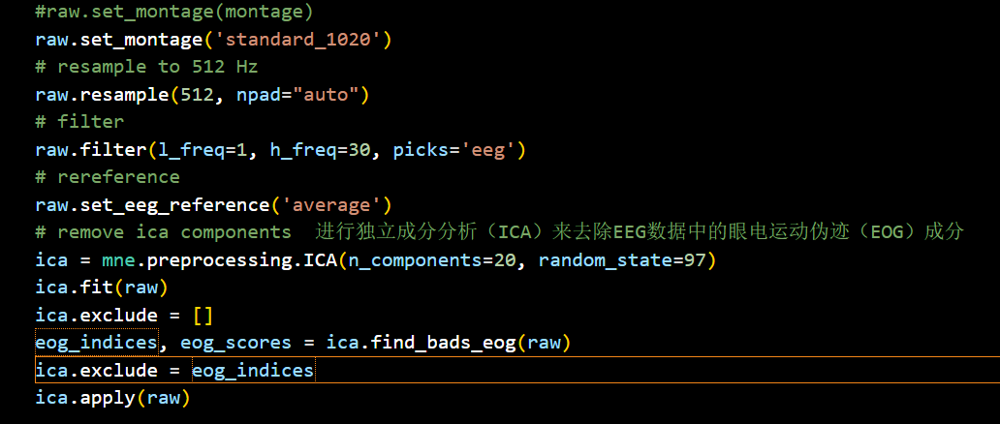 #raw.set_montage(montage)
raw.set_montage('standard_1020')
# resample to 512 Hz
raw.resample(512, npad="auto")
# filter
raw.filter(l_freq=1, h_freq=30, picks='eeg')
# rereference
raw.set_eeg_reference('average')
# remove ica components  进行独立成分分析（ICA）来去除EEG数据中的眼电运动伪迹（EOG）成分
ica = mne.preprocessing.ICA(n_components=20, random_state=97)
ica.fit(raw)
ica.exclude = []
eog_indices, eog_scores = ica.find_bads_eog(raw)
ica.exclude = eog_indices
ica.apply(raw)